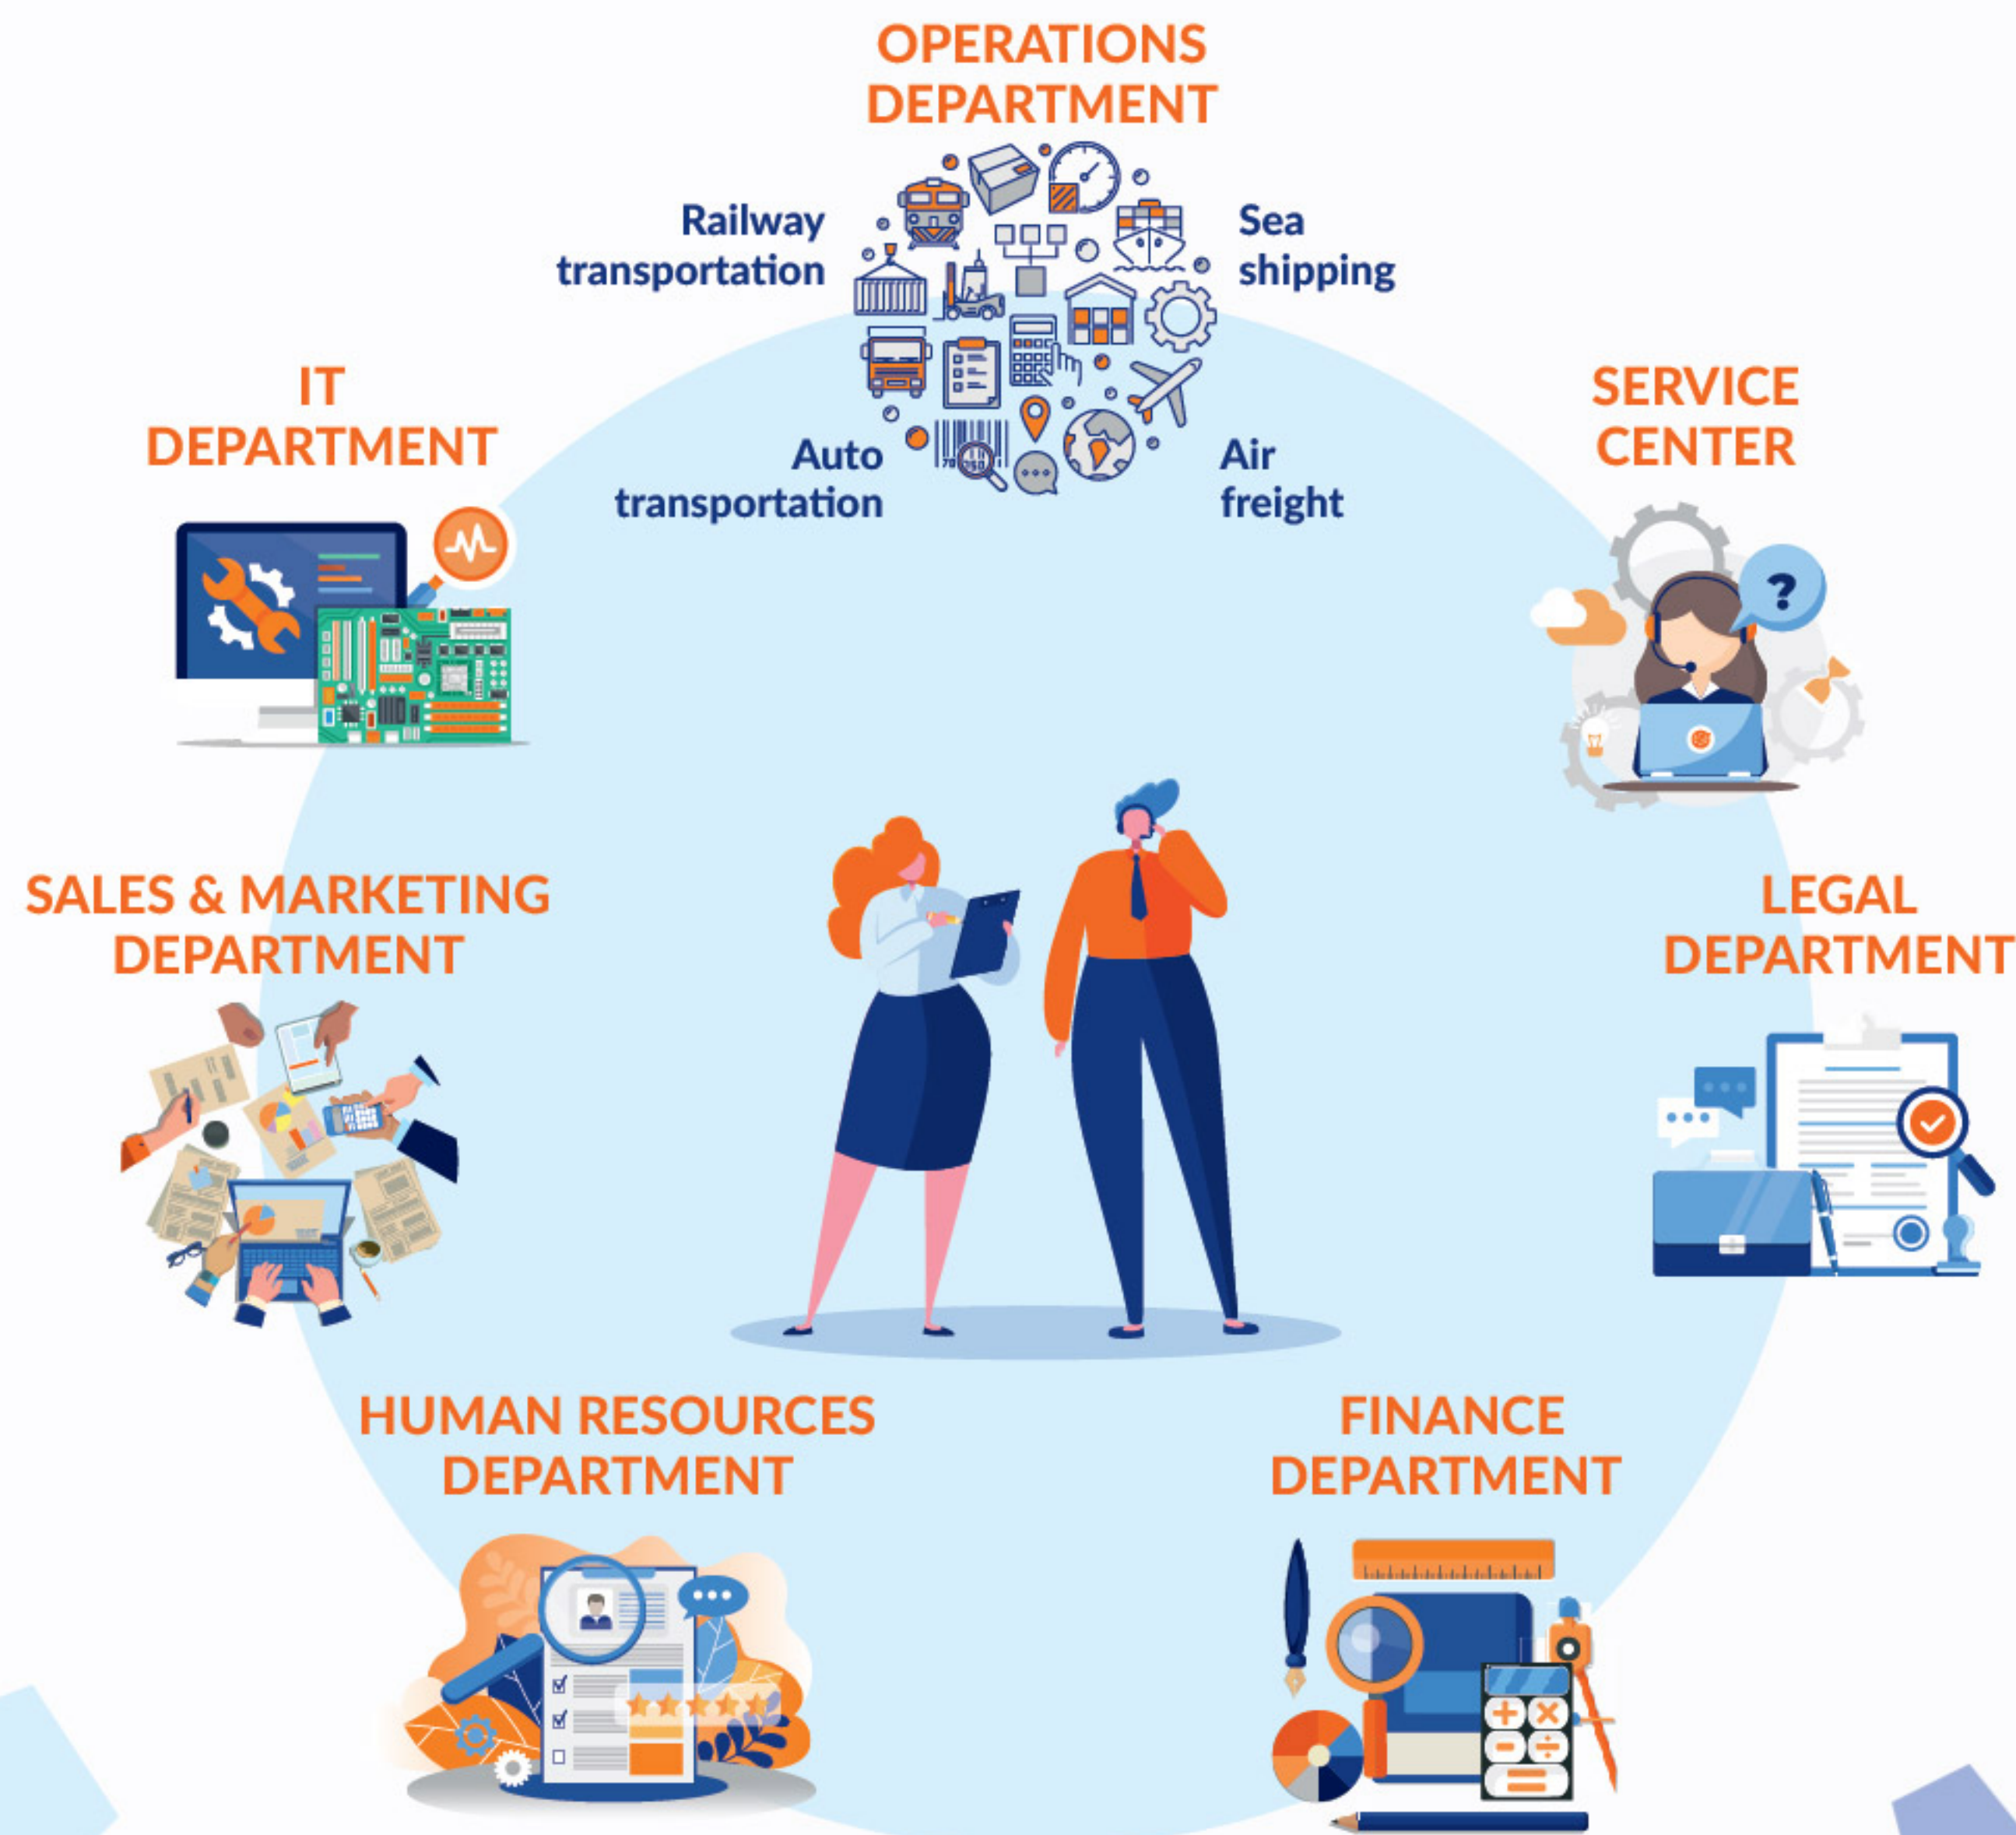 OPERATIONS
DEPARTMENT
Railway
transportation
Sea
shipping
Auto
transportation
Air
freight
IT
DEPARTMENT
SERVICE
CENTER
?
SALES & MARKETING
DEPARTMENT
LEGAL
DEPARTMENT
HUMAN RESOURCES
DEPARTMENT
FINANCE
DEPARTMENT